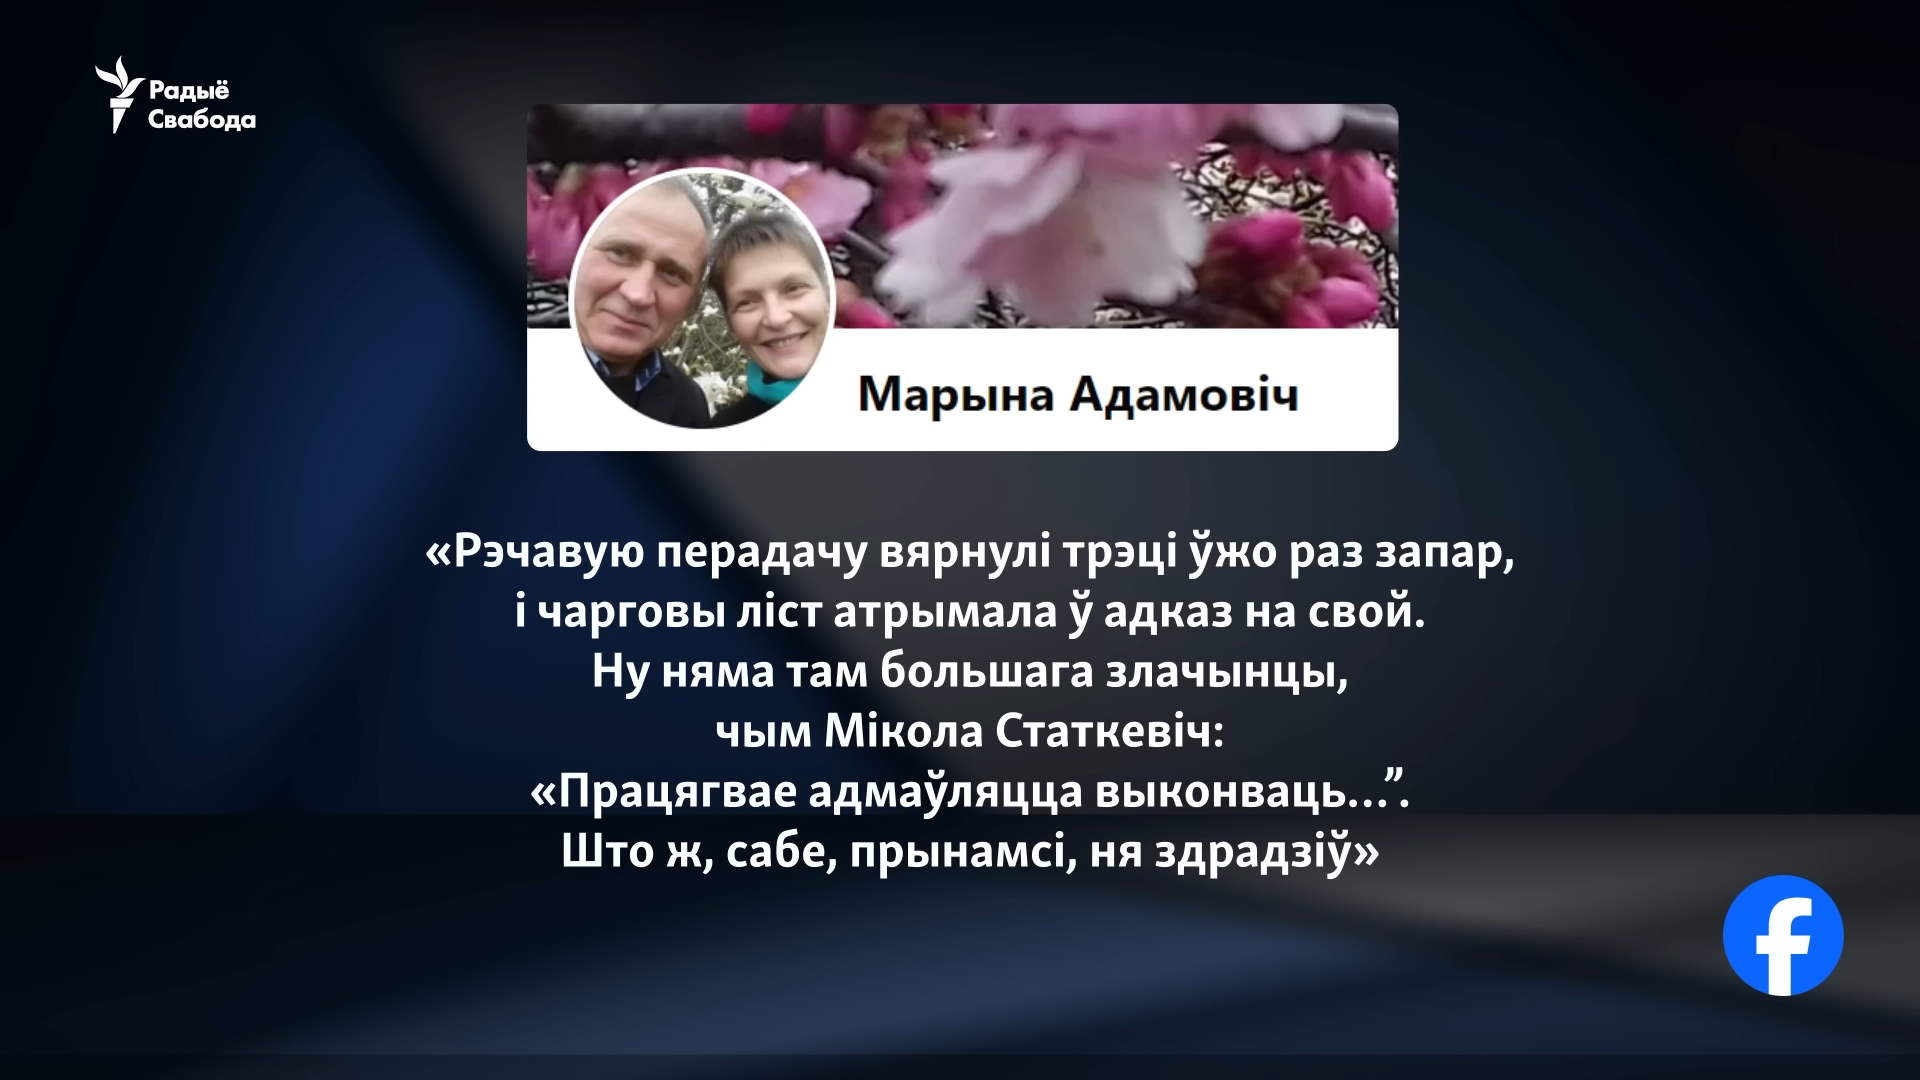 Радыё
Свабода
Марына Адамовіч
«Рэчавую перадачу вярнулі трэці ўжо раз запар,
і чарговы ліст атрымала ў адказ на свой.
Ну няма там большага злачынцы,
чым Мікола Статкевіч:
«Працягвае адмаўляцца выконваць...”.
Што ж, сабе, прынамсі, ня здрадзіў»